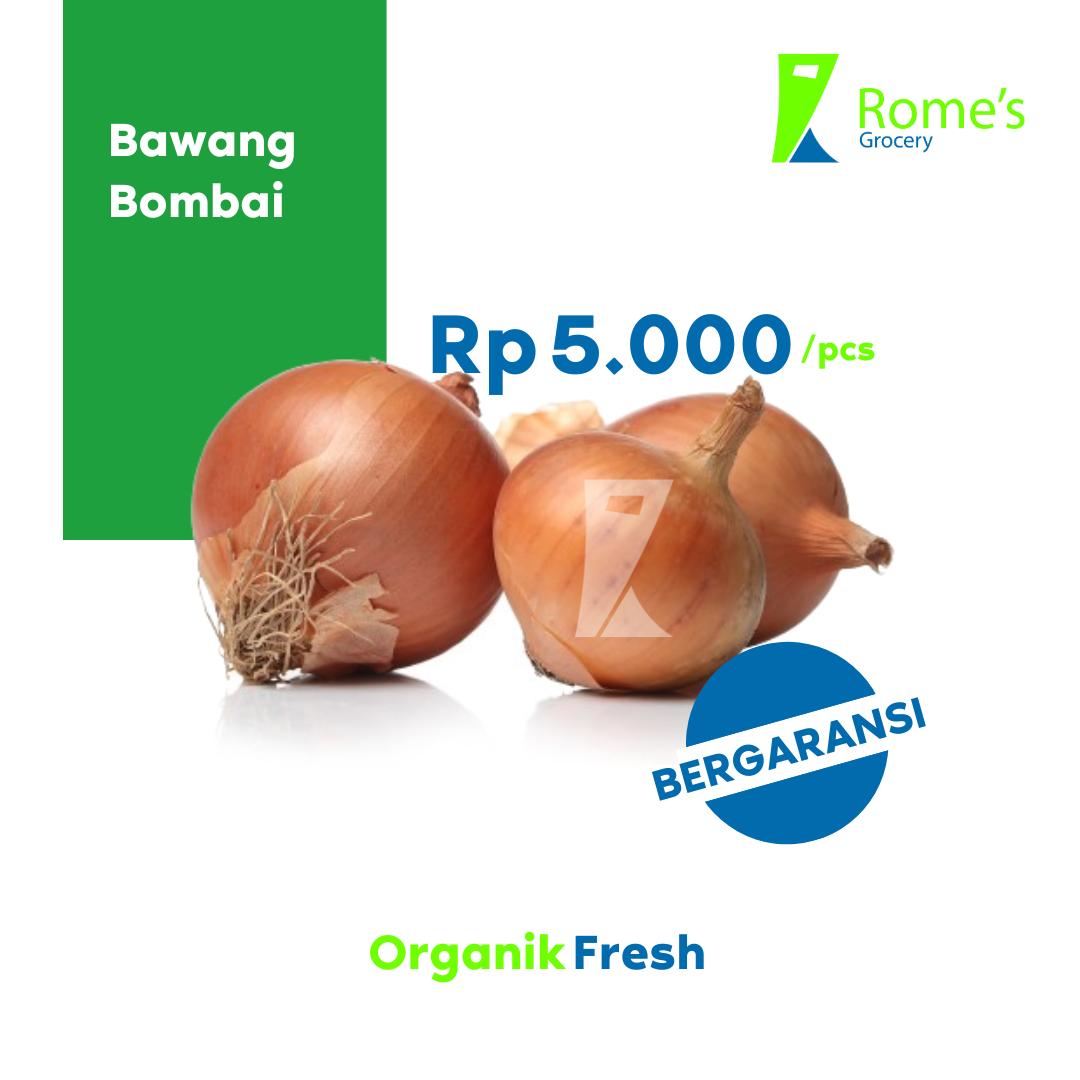 Bawang
Bombai
Rome's
Grocery
Rp 5.000 /pcs
BERGARANSI
Organik Fresh